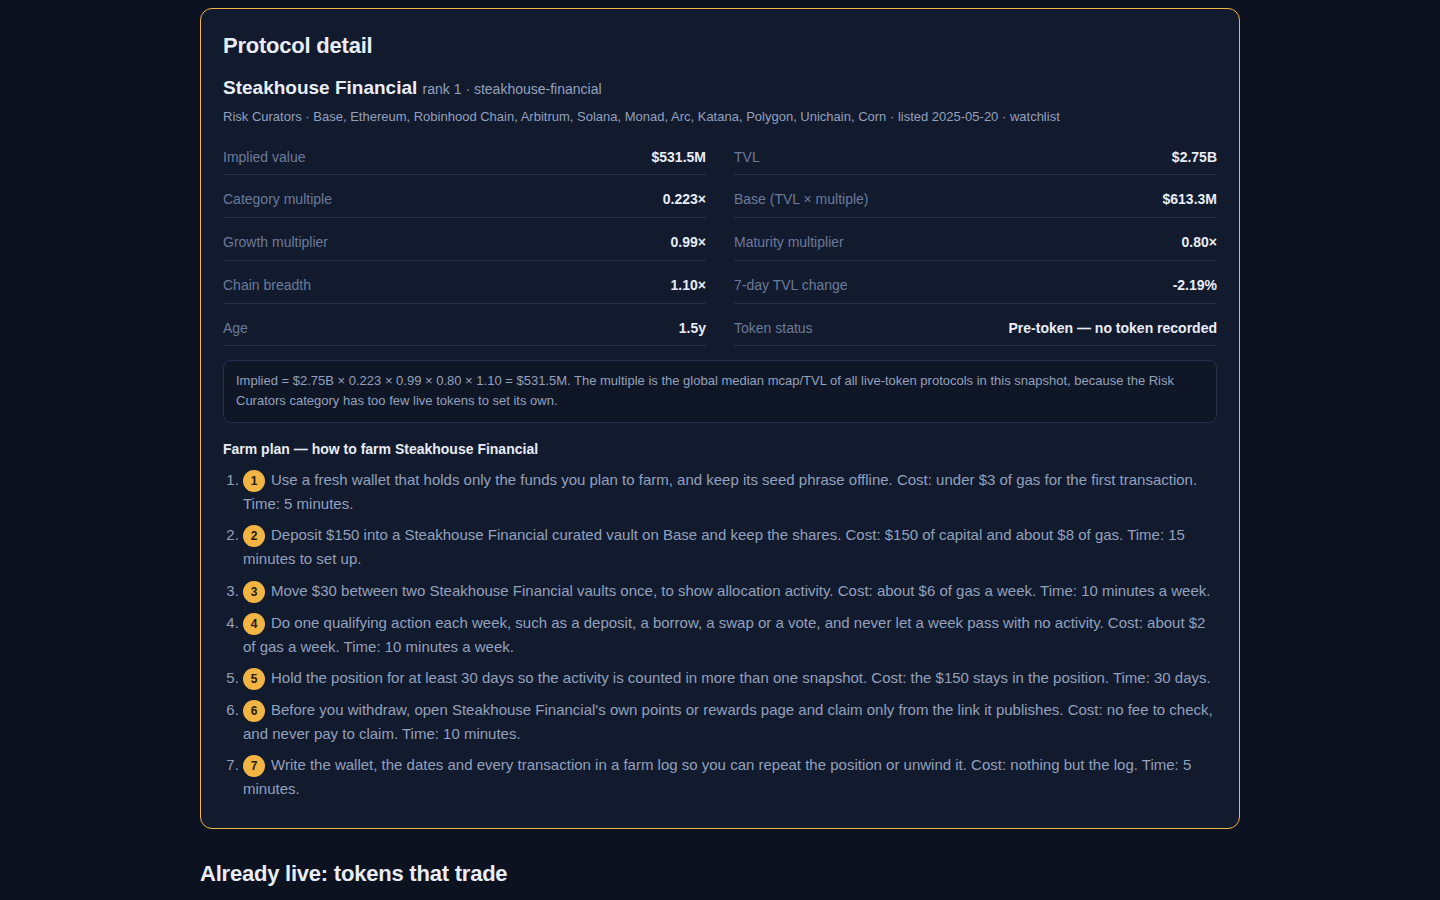 Protocol detail
Steakhouse Financial rank 1 · steakhouse-financial
Risk Curators · Base, Ethereum, Robinhood Chain, Arbitrum, Solana, Monad, Arc, Katana, Polygon, Unichain, Corn · listed 2025-05-20 · watchlist
Implied value $531.5M
TVL $2.75B
Category multiple 0.223×
Base (TVL × multiple) $613.3M
Growth multiplier 0.99×
Maturity multiplier 0.80×
Chain breadth 1.10×
7-day TVL change -2.19%
Age 1.5y
Token status Pre-token — no token recorded
Implied = $2.75B × 0.223 × 0.99 × 0.80 × 1.10 = $531.5M. The multiple is the global median mcap/TVL of all live-token protocols in this snapshot, because the Risk
Curators category has too few live tokens to set its own.
Farm plan — how to farm Steakhouse Financial
1. 1 Use a fresh wallet that holds only the funds you plan to farm, and keep its seed phrase offline. Cost: under $3 of gas for the first transaction.
Time: 5 minutes.
2. 2 Deposit $150 into a Steakhouse Financial curated vault on Base and keep the shares. Cost: $150 of capital and about $8 of gas. Time: 15
minutes to set up.
3. 3 Move $30 between two Steakhouse Financial vaults once, to show allocation activity. Cost: about $6 of gas a week. Time: 10 minutes a week.
4. 4 Do one qualifying action each week, such as a deposit, a borrow, a swap or a vote, and never let a week pass with no activity. Cost: about $2
of gas a week. Time: 10 minutes a week.
5. 5 Hold the position for at least 30 days so the activity is counted in more than one snapshot. Cost: the $150 stays in the position. Time: 30 days.
6. 6 Before you withdraw, open Steakhouse Financial's own points or rewards page and claim only from the link it publishes. Cost: no fee to check,
and never pay to claim. Time: 10 minutes.
7. 7 Write the wallet, the dates and every transaction in a farm log so you can repeat the position or unwind it. Cost: nothing but the log. Time: 5
minutes.
Already live: tokens that trade